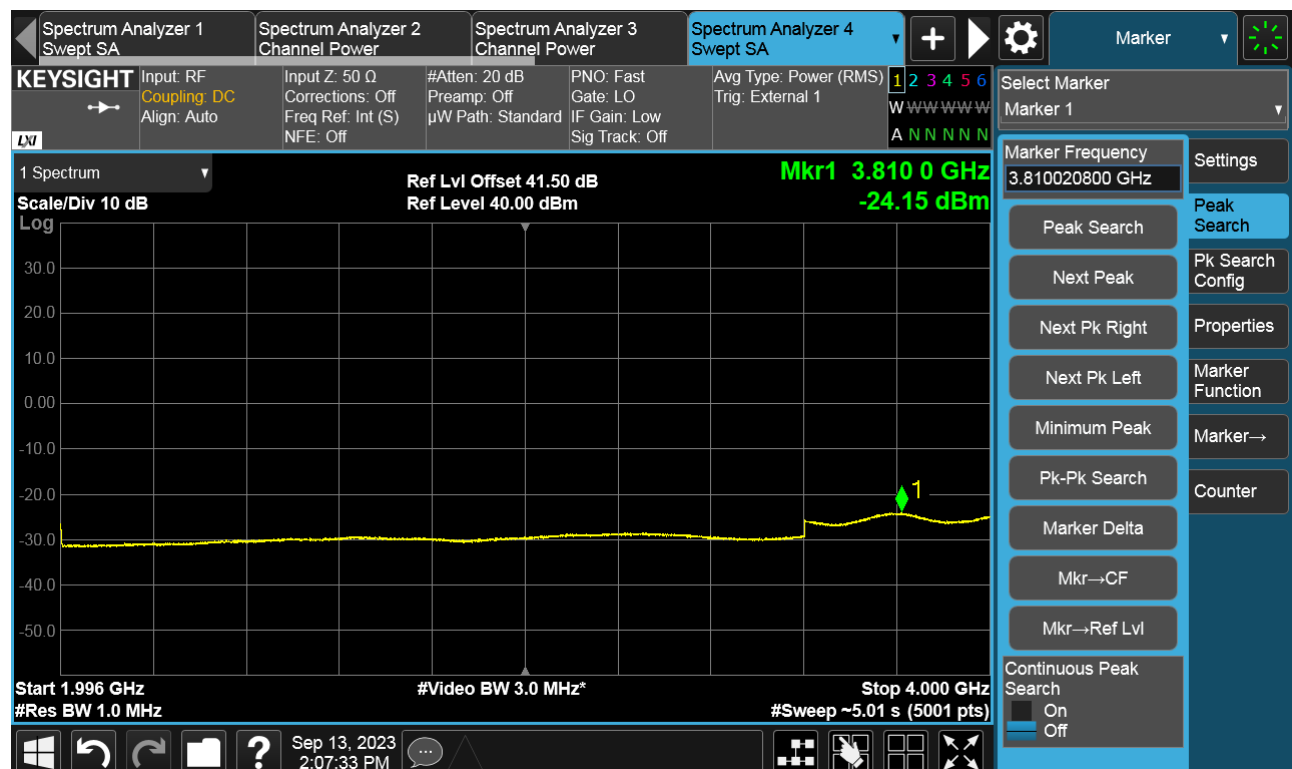 Spectrum Analyzer 1
Swept SA
Spectrum Analyzer 2
Channel Power
Spectrum Analyzer 3
Channel Power
Spectrum Analyzer 4
Swept SA
Marker
KEYSIGHT
LXI
Input: RF
Coupling: DC
Align: Auto
Input Z: 50 Ω
Corrections: Off
Freq Ref: Int (S)
NFE: Off
#Atten: 20 dB
Preamp: Off
µW Path: Standard
PNO: Fast
Gate: LO
IF Gain: Low
Sig Track: Off
Avg Type: Power (RMS)
Trig: External 1
1 2 3 4 5 6
W W W W W W
A N N N N N
Select Marker
Marker 1
1 Spectrum
Scale/Div 10 dB
Log
Ref Lvl Offset 41.50 dB
Ref Level 40.00 dBm
Mkr1 3.810 0 GHz
-24.15 dBm
30.0
20.0
10.0
0.00
-10.0
-20.0
-30.0
-40.0
-50.0
1
Start 1.996 GHz
#Res BW 1.0 MHz
#Video BW 3.0 MHz*
Stop 4.000 GHz
#Sweep ~5.01 s (5001 pts)
Marker Frequency
3.810020800 GHz
Peak Search
Next Peak
Next Pk Right
Next Pk Left
Minimum Peak
Pk-Pk Search
Marker Delta
Mkr→CF
Mkr→Ref Lvl
Continuous Peak
Search
On
Off
Settings
Peak
Search
Pk Search
Config
Properties
Marker
Function
Marker→
Counter
?
Sep 13, 2023
2:07:33 PM